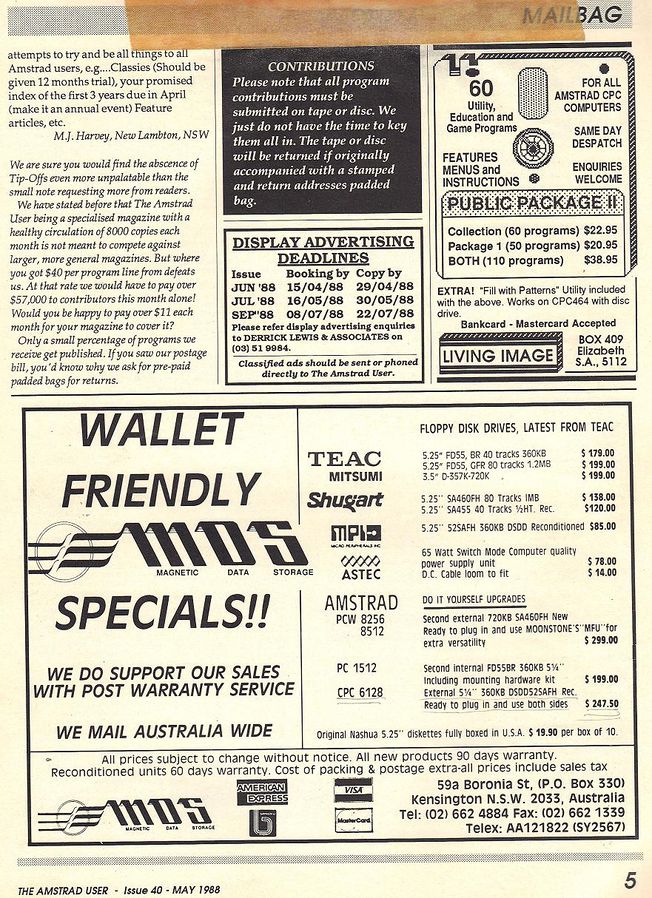 MAILBAG
attempts to try and be all things to all
Amstrad users, e.g....Classies (Should be
given 12 months trial), your promised
index of the first 3 years due in April
(make it an annual event) Feature
articles, etc.
M.J. Harvey, New Lambton, NSW
We are sure you would find the abscence of
Tip-Offs even more unpalatable than the
small note requesting more from readers.
We have stated before that The Amstrad
User being a specialised magazine with a
healthy circulation of 8000 copies each
month is not meant to compete against
larger, more general magazines. But where
you got $40 per program line from defeats
us. At that rate we would have to pay over
$57,000 to contributors this month alone!
Would you be happy to pay over $11 each
month for your magazine to cover it?
Only a small percentage of programs we
receive get published. If you saw our postage
bill, you'd know why we ask for pre-paid
padded bags for returns.
CONTRIBUTIONS
Please note that all program
contributions must be
submitted on tape or disc. We
just do not have the time to key
them all in. The tape or disc
will be returned if originally
accompanied with a stamped
and return addresses padded
bag.
DISPLAY ADVERTISING
DEADLINES
Issue Booking by Copy by
JUN '88 15/04/88 29/04/88
JUL '88 16/05/88 30/05/88
SEP'88 08/07/88 22/07/88
Please refer display advertising enquiries
to DERRICK LEWIS & ASSOCIATES on
(03) 51 9984.
Classified ads should be sent or phoned
directly to The Amstrad User.
60
Utility,
Education and
Game Programs
FEATURES
MENUS and
INSTRUCTIONS
FOR ALL
AMSTRAD CPC
COMPUTERS
SAME DAY
DESPATCH
ENQUIRIES
WELCOME
PUBLIC PACKAGE II
Collection (60 programs) $22.95
Package 1 (50 programs) $20.95
BOTH (110 programs) $38.95
EXTRA! "Fill with Patterns" Utility included
with the above. Works on CPC464 with disc
drive.
Bankcard - Mastercard Accepted
LIVING IMAGE
BOX 409
Elizabeth
S.A., 5112
WALLET
FRIENDLY
MDS
MAGNETIC DATA STORAGE
SPECIALS!!
WE DO SUPPORT OUR SALES
WITH POST WARRANTY SERVICE
WE MAIL AUSTRALIA WIDE
FLOPPY DISK DRIVES, LATEST FROM TEAC
TEAC
MITSUMI
5.25" FD55, BR 40 tracks 360KB $ 179.00
5.25" FD55, GFR 80 tracks 1.2MB $ 199.00
3.5" D-357K-720K $ 199.00
Shugart
5.25" SA460FH 80 Tracks IMB $ 138.00
5.25" SA455 40 Tracks ½HT. Rec. $120.00
MPI
MICRO PERIPHERALS INC
5.25" 52SAFH 360KB DSDD Reconditioned $85.00
ASTEC
65 Watt Switch Mode Computer quality
power supply unit $ 78.00
D.C. Cable loom to fit $ 14.00
AMSTRAD
PCW 8256
8512
DO IT YOURSELF UPGRADES
Second external 720KB SA460FH New
Ready to plug in and use MOONSTONE'S"MFU"for
extra versatility $ 299.00
PC 1512
Second internal FD55BR 360KB 5¼"
Including mounting hardware kit $ 199.00
CPC 6128
External 5¼" 360KB DSDD52SAFH Rec.
Ready to plug in and use both sides $ 247.50
Original Nashua 5.25" diskettes fully boxed in U.S.A. $ 19.90 per box of 10.
All prices subject to change without notice. All new products 90 days warranty.
Reconditioned units 60 days warranty. Cost of packing & postage extra-all prices include sales tax
MDS
MAGNETIC DATA STORAGE
AMERICAN
EXPRESS
VISA
MasterCard
59a Boronia St, (P.O. Box 330)
Kensington N.S.W. 2033, Australia
Tel: (02) 662 4884 Fax: (02) 662 1339
Telex: AA121822 (SY2567)
THE AMSTRAD USER - Issue 40 - MAY 1988
5